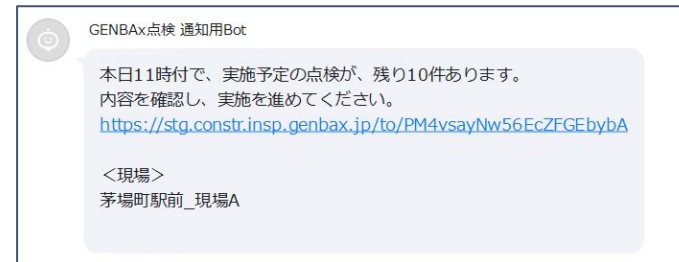 GENBAx点検 通知用Bot
本日11時付で、実施予定の点検が、残り10件あります。
内容を確認し、実施を進めてください。
https://stg.constr.insp.genbax.jp/to/PM4vsayNw56EcZFGEbybA
＜現場＞
茅場町駅前_現場A